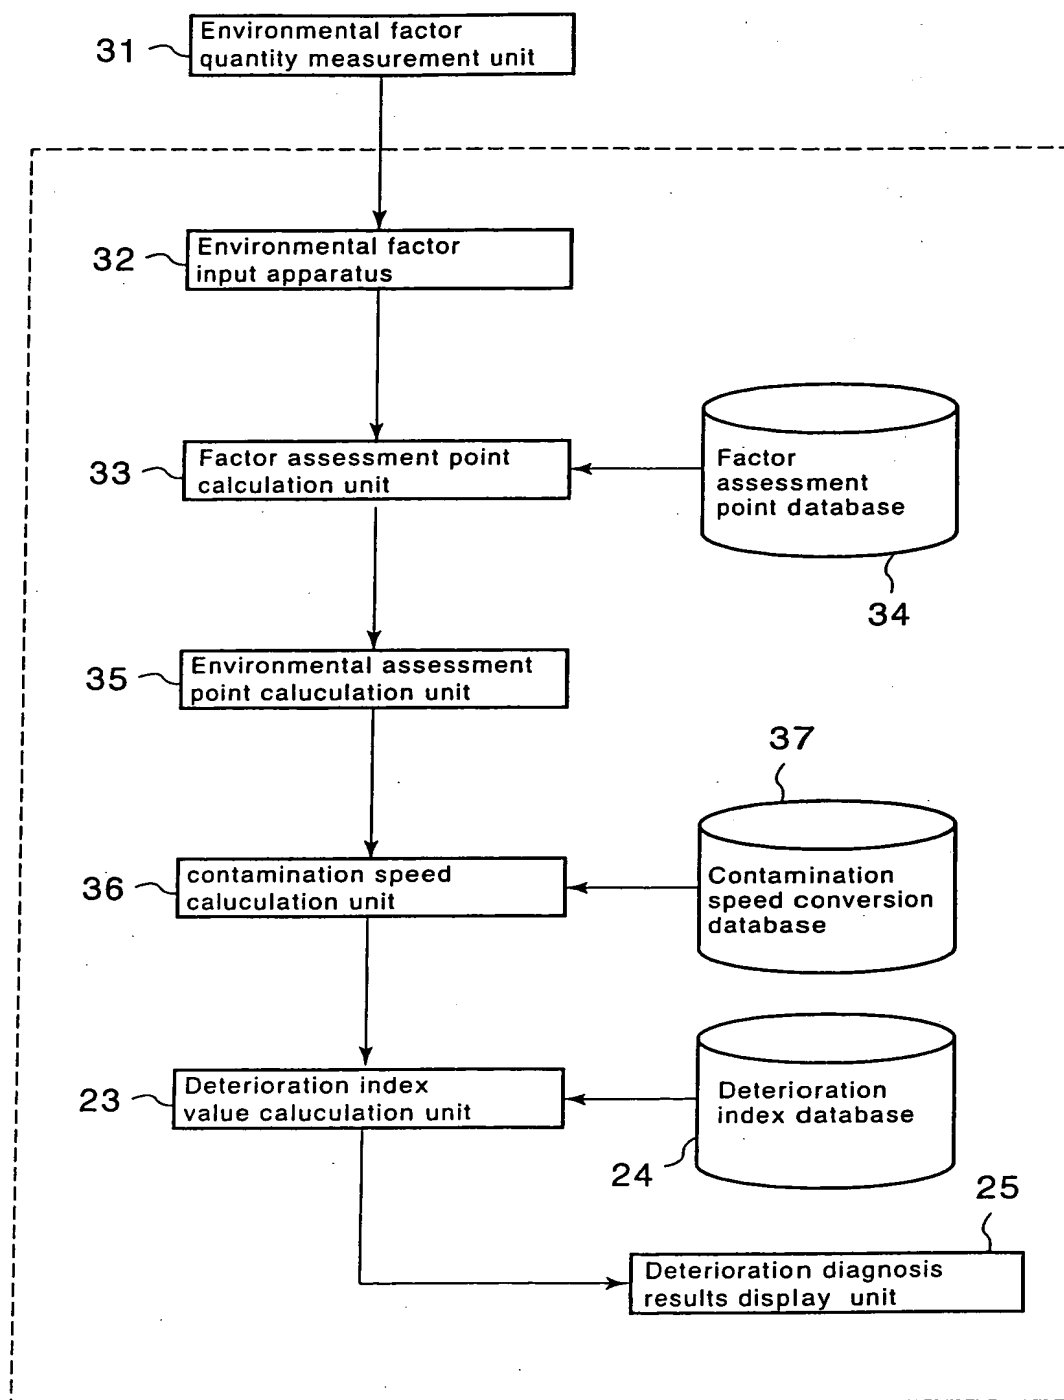 31
Environmental factor
quantity measurement unit
32
Environmental factor
input apparatus
33
Factor assessment point
calculation unit
Factor
assessment
point database
34
35
Environmental assessment
point caluculation unit
37
36
contamination speed
caluculation unit
Contamination
speed conversion
database
23
Deterioration index
value caluculation unit
Deterioration
index database
24
25
Deterioration diagnosis
results display unit